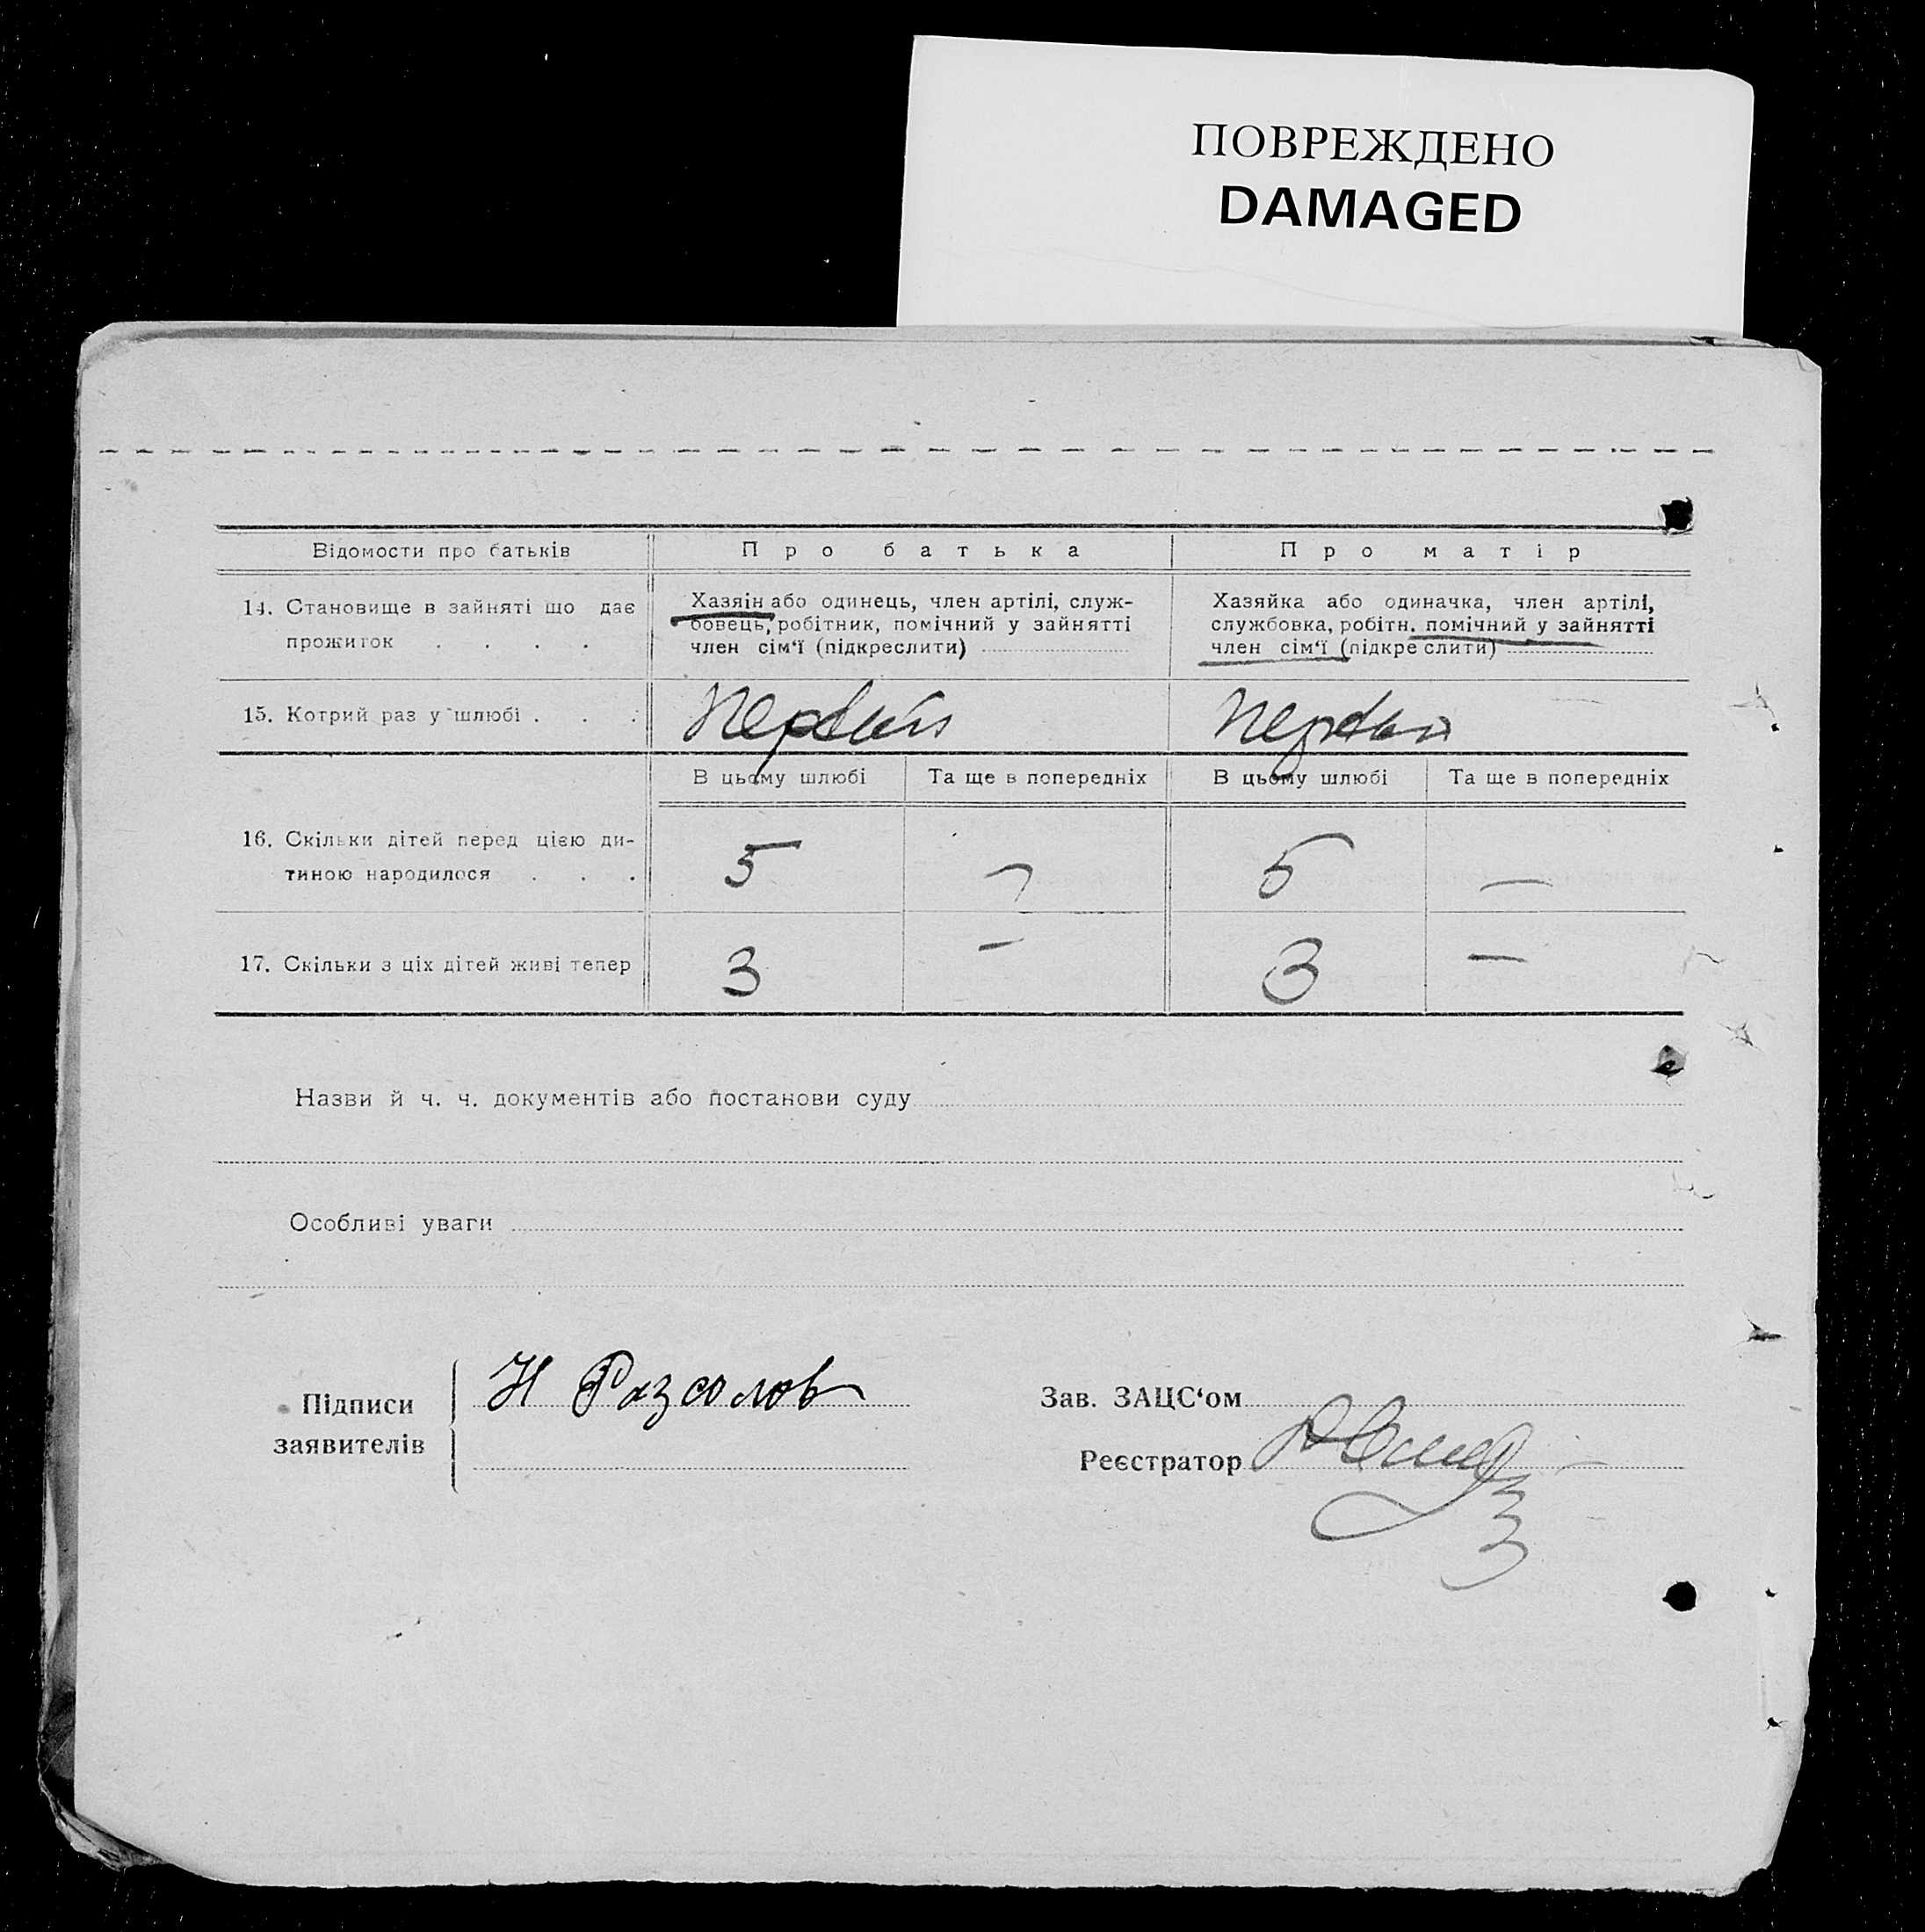 ПОВРЕЖДЕНО
DAMAGED
Відомости про батьків
Про батька
Про матір
14. Становище в зайняті що дає
прожиток . . . .
Хазяін або одинець, член артілі, служ-
бовець, робітник, помічний у зайнятті
член сім'ї (підкреслити)
Хазяйка або одиначка, член артілі,
службовка, робітн. помічний у зайнятті
член сім'ї (підкреслити)
15. Котрий раз у шлюбі . . .
Первый
Первый
В цьому шлюбі
Та ще в попередніх
В цьому шлюбі
Та ще в попередніх
16. Скільки дітей перед цією ди-
тиною народилося . . .
5
—
5
—
17. Скільки з ціх дітей живі тепер
3
—
3
—
Назви й ч. ч. документів або постанови суду
Особливі уваги
Підписи
заявителів
Н Разсолов
Зав. ЗАЦС'ом
Реєстратор